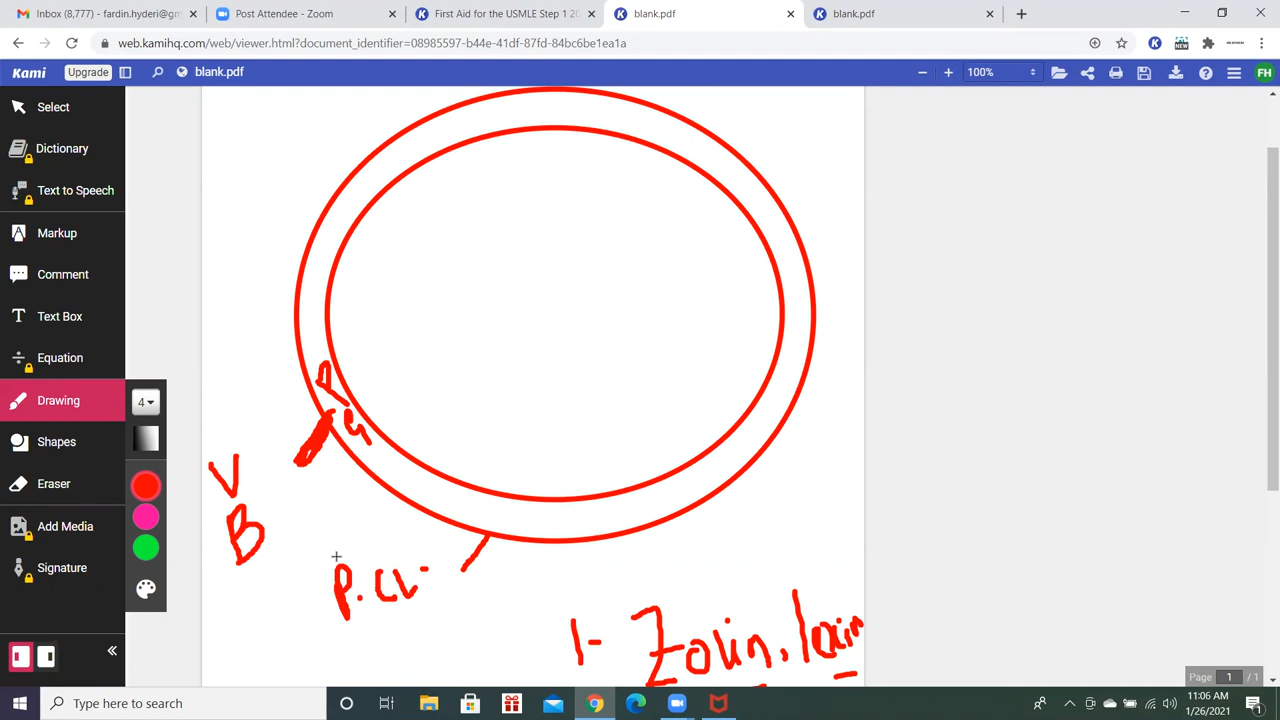 Inbox (8,777) - fardin.hyderi@gm
Post Attendee - Zoom
First Aid for the USMLE Step 1 20
blank.pdf
blank.pdf
web.kamihq.com/web/viewer.html?document_identifier=08985597-b44e-41df-87fd-84bc6be1ea1a
Kami
Upgrade
blank.pdf
100%
FH
Select
Dictionary
Text to Speech
Markup
Comment
Text Box
Equation
Drawing
4
Shapes
Eraser
Add Media
Signature
V
B
1-
Page 1 / 1
Type here to search
11:06 AM
1/26/2021